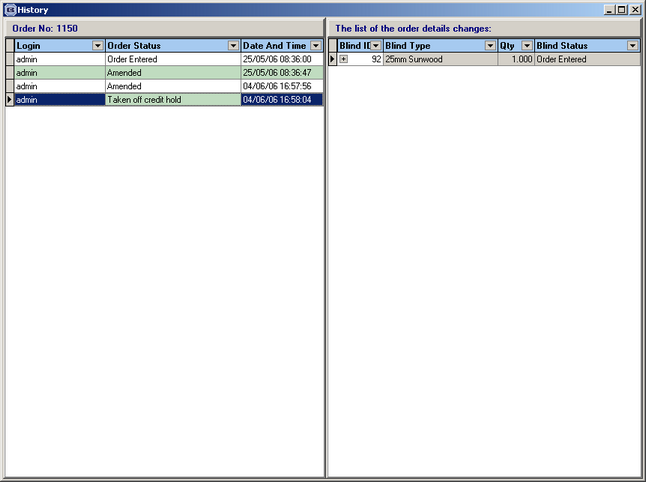 History
Order No: 1150
Login Order Status Date And Time
admin Order Entered 25/05/06 08:36:00
admin Amended 25/05/06 08:36:47
admin Amended 04/06/06 16:57:56
admin Taken off credit hold 04/06/06 16:58:04
The list of the order details changes:
Blind ID Blind Type Qty Blind Status
92 25mm Sunwood 1.000 Order Entered